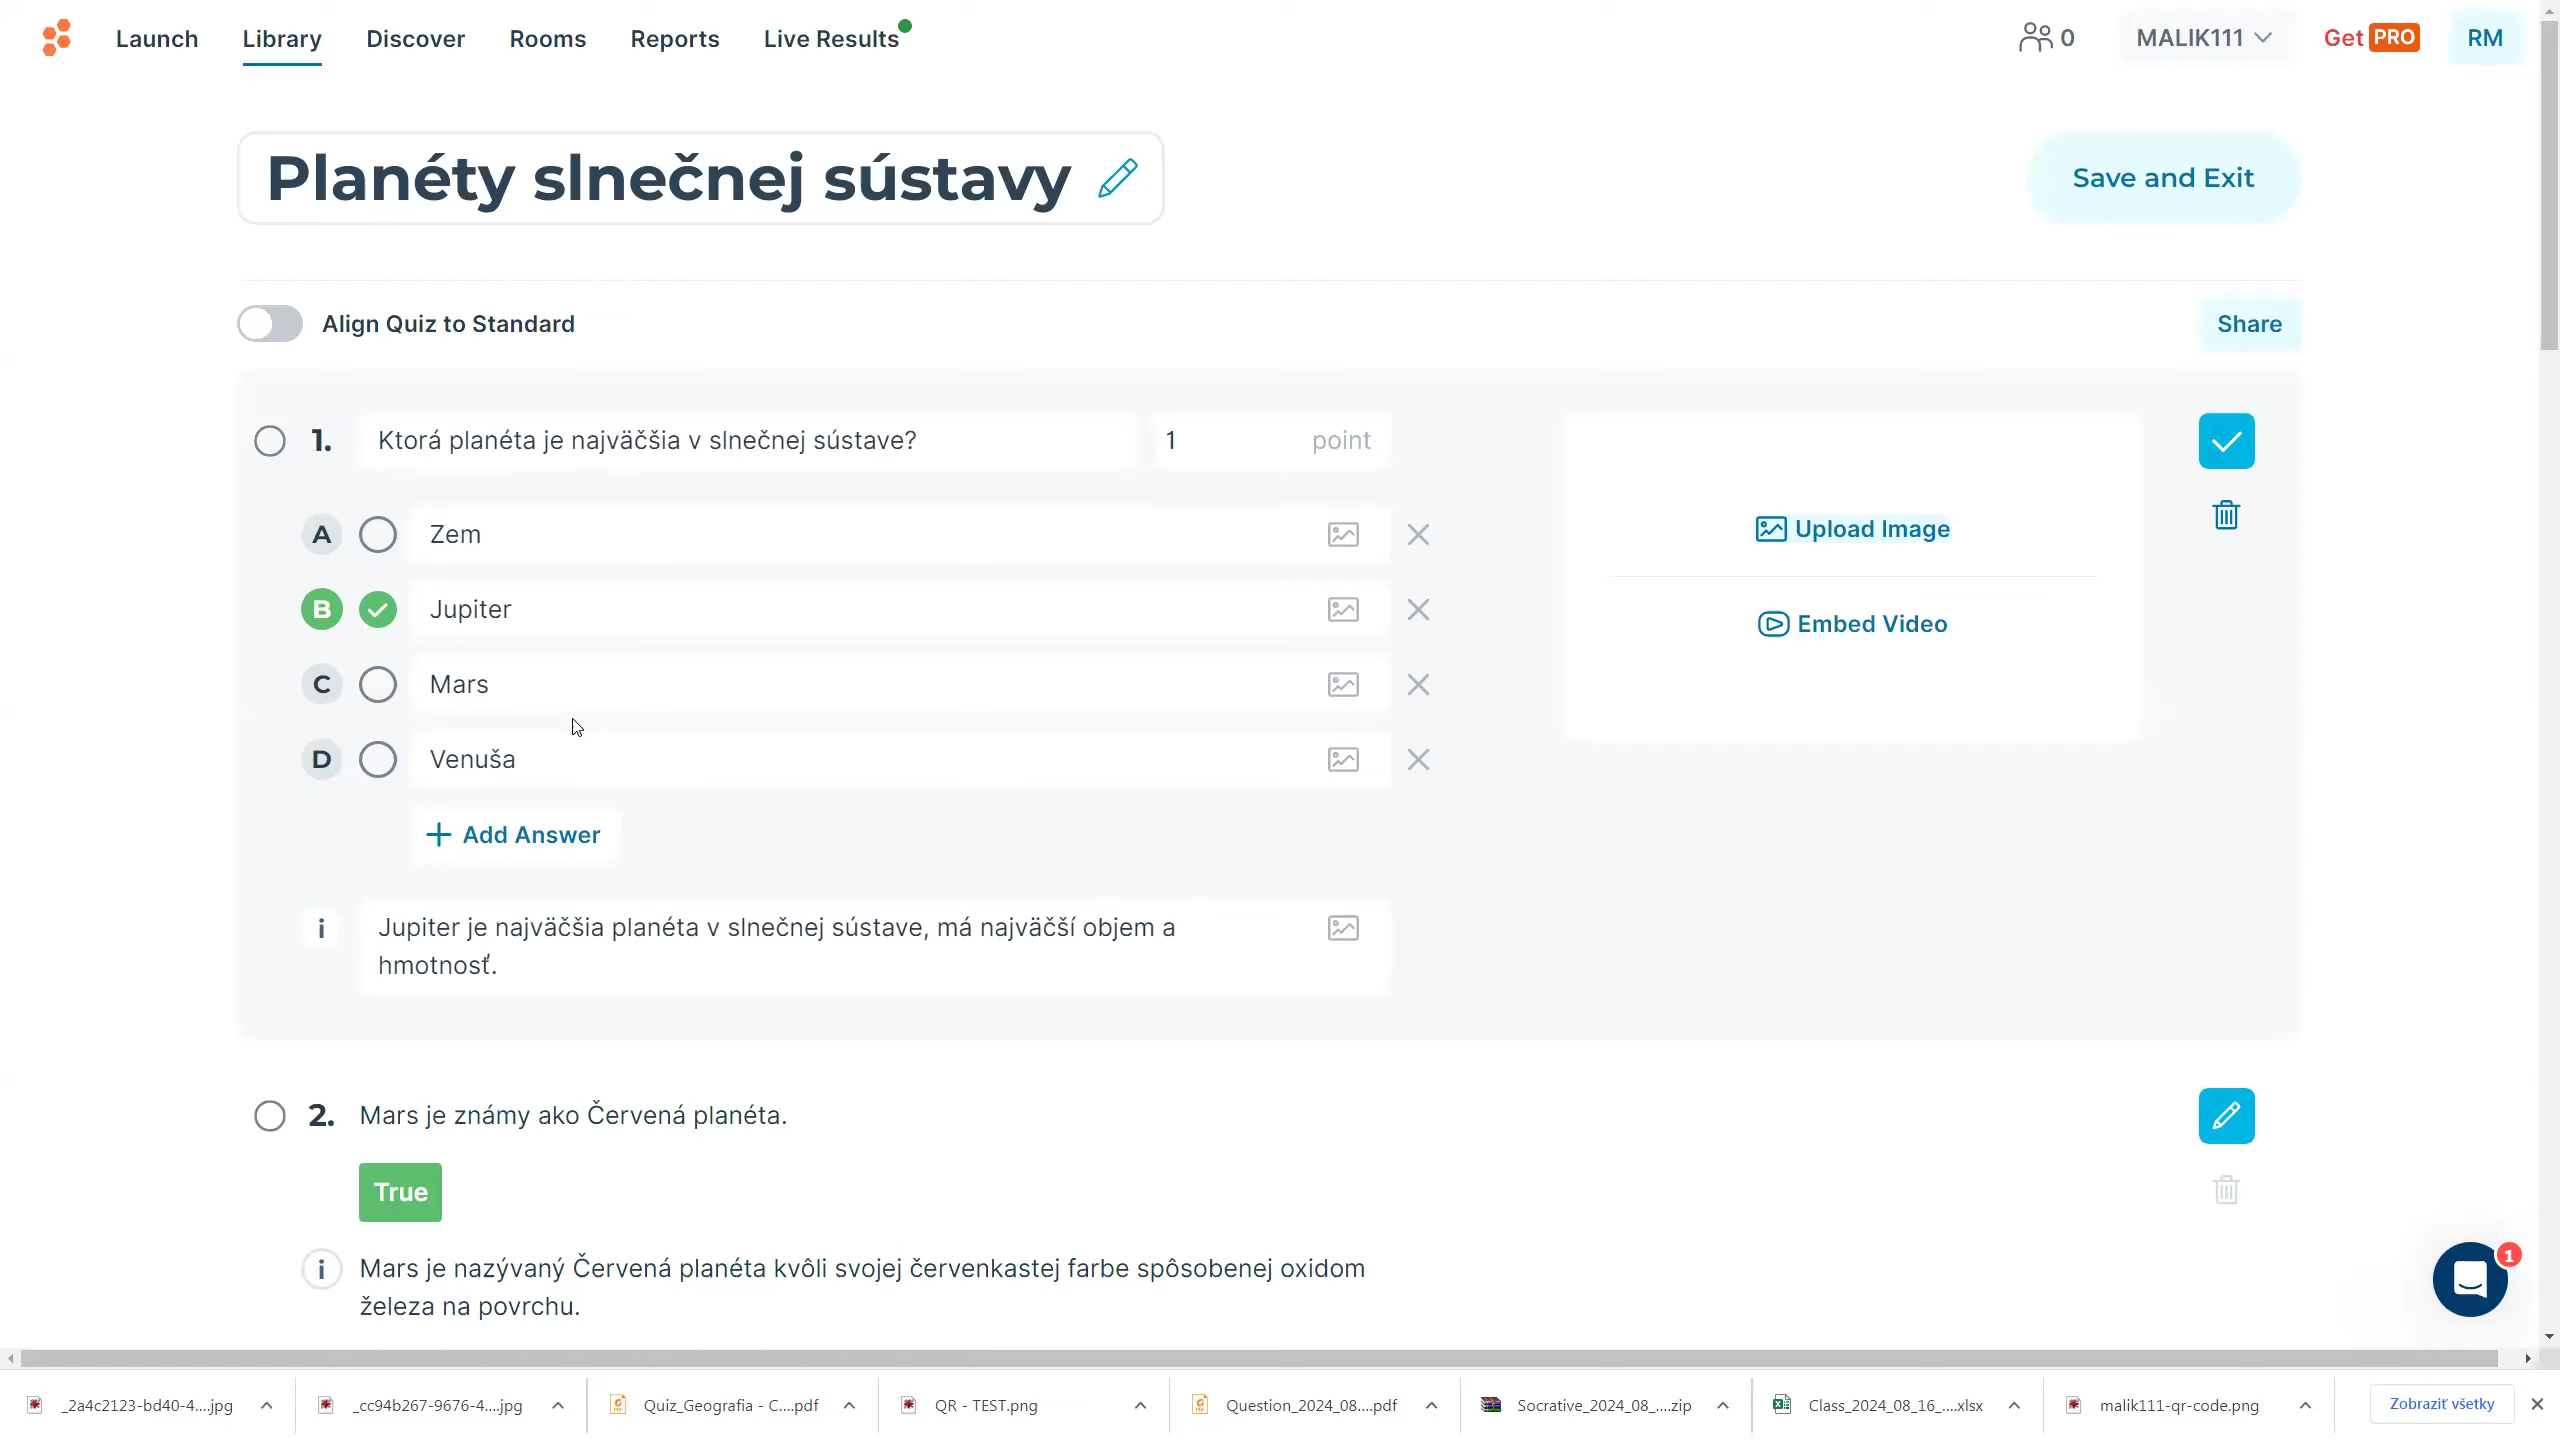 Launch Library Discover Rooms Reports Live Results 0 MALIK111 Get PRO RM
Planéty slnečnej sústavy
Save and Exit
Align Quiz to Standard
Share
1. Ktorá planéta je najväčšia v slnečnej sústave? 1 point
A Zem
B Jupiter
C Mars
D Venuša
Add Answer
Upload Image
Embed Video
i Jupiter je najväčšia planéta v slnečnej sústave, má najväčší objem a
hmotnosť.
2. Mars je známy ako Červená planéta.
True
i Mars je nazývaný Červená planéta kvôli svojej červenkastej farbe spôsobenej oxidom
železa na povrchu.
1
_2a4c2123-bd40-4....jpg _cc94b267-9676-4....jpg Quiz_Geografia - C....pdf QR - TEST.png Question_2024_08....pdf Socrative_2024_08_....zip Class_2024_08_16_....xlsx malik111-qr-code.png Zobraziť všetky